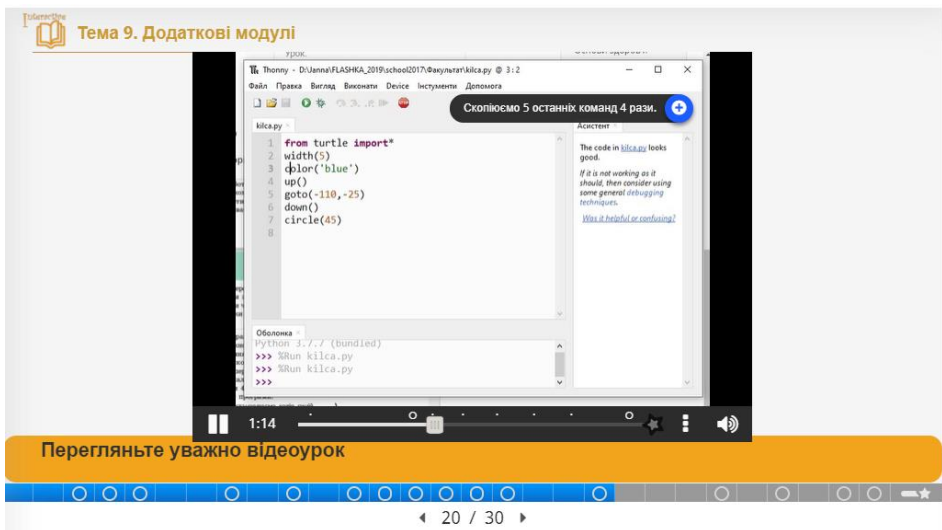 Interactive
Тема 9. Додаткові модулі
Урок.
Thonny - D:\Janna\FLASHKA_2019\school2017\Факультат\kilca.py @ 3:2
Файл Правка Вигляд Виконати Device Інструменти Допомога
Скопіюємо 5 останніх команд 4 рази.
kilca.py
1 from turtle import*
2 width(5)
3 color('blue')
4 up()
5 goto(-110,-25)
6 down()
7 circle(45)
8
Асистент
The code in kilca.py looks
good.
If it is not working as it
should, then consider using
some general debugging
techniques.
Was it helpful or confusing?
Оболонка
Python 3.7.7 (bundled)
>>> %Run kilca.py
>>> %Run kilca.py
>>>
1:14
Перегляньте уважно відеоурок
20 / 30